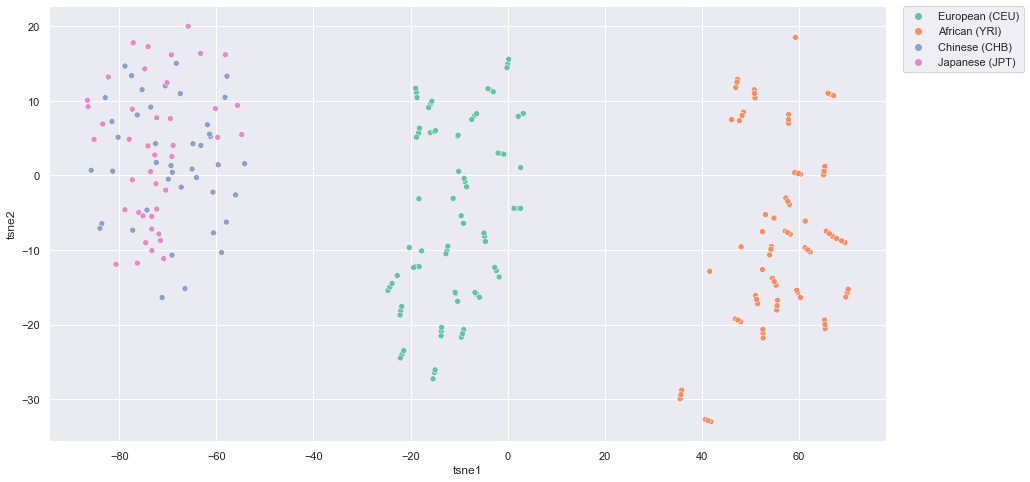 European (CEU)
African (YRI)
Chinese (CHB)
Japanese (JPT)
20
10
0
−10
−20
−30
tsne2
−80
−60
−40
−20
0
20
40
60
tsne1